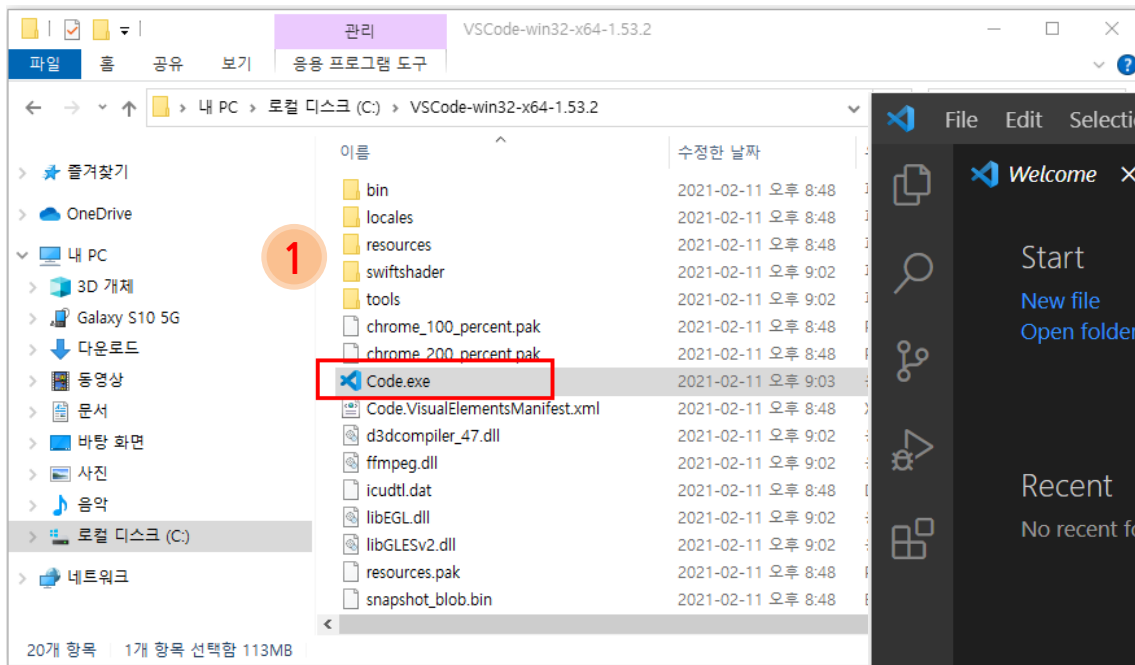 관리
VSCode-win32-x64-1.53.2
파일 홈 공유 보기 응용 프로그램 도구
내 PC > 로컬 디스크 (C:) > VSCode-win32-x64-1.53.2
즐겨찾기
OneDrive
내 PC
3D 개체
Galaxy S10 5G
다운로드
동영상
문서
바탕 화면
사진
음악
로컬 디스크 (C:)
네트워크
1
이름 수정한 날짜
bin 2021-02-11 오후 8:48
locales 2021-02-11 오후 8:48
resources 2021-02-11 오후 8:48
swiftshader 2021-02-11 오후 9:02
tools 2021-02-11 오후 9:02
chrome_100_percent.pak 2021-02-11 오후 8:48
chrome_200_percent.pak 2021-02-11 오후 8:48
Code.exe 2021-02-11 오후 9:03
Code.VisualElementsManifest.xml 2021-02-11 오후 8:48
d3dcompiler_47.dll 2021-02-11 오후 9:02
ffmpeg.dll 2021-02-11 오후 9:02
icudtl.dat 2021-02-11 오후 8:48
libEGL.dll 2021-02-11 오후 9:02
libGLESv2.dll 2021-02-11 오후 9:02
resources.pak 2021-02-11 오후 8:48
snapshot_blob.bin 2021-02-11 오후 8:48
20개 항목 1개 항목 선택함 113MB
File Edit Selecti
Welcome
Start
New file
Open folder
Recent
No recent fo